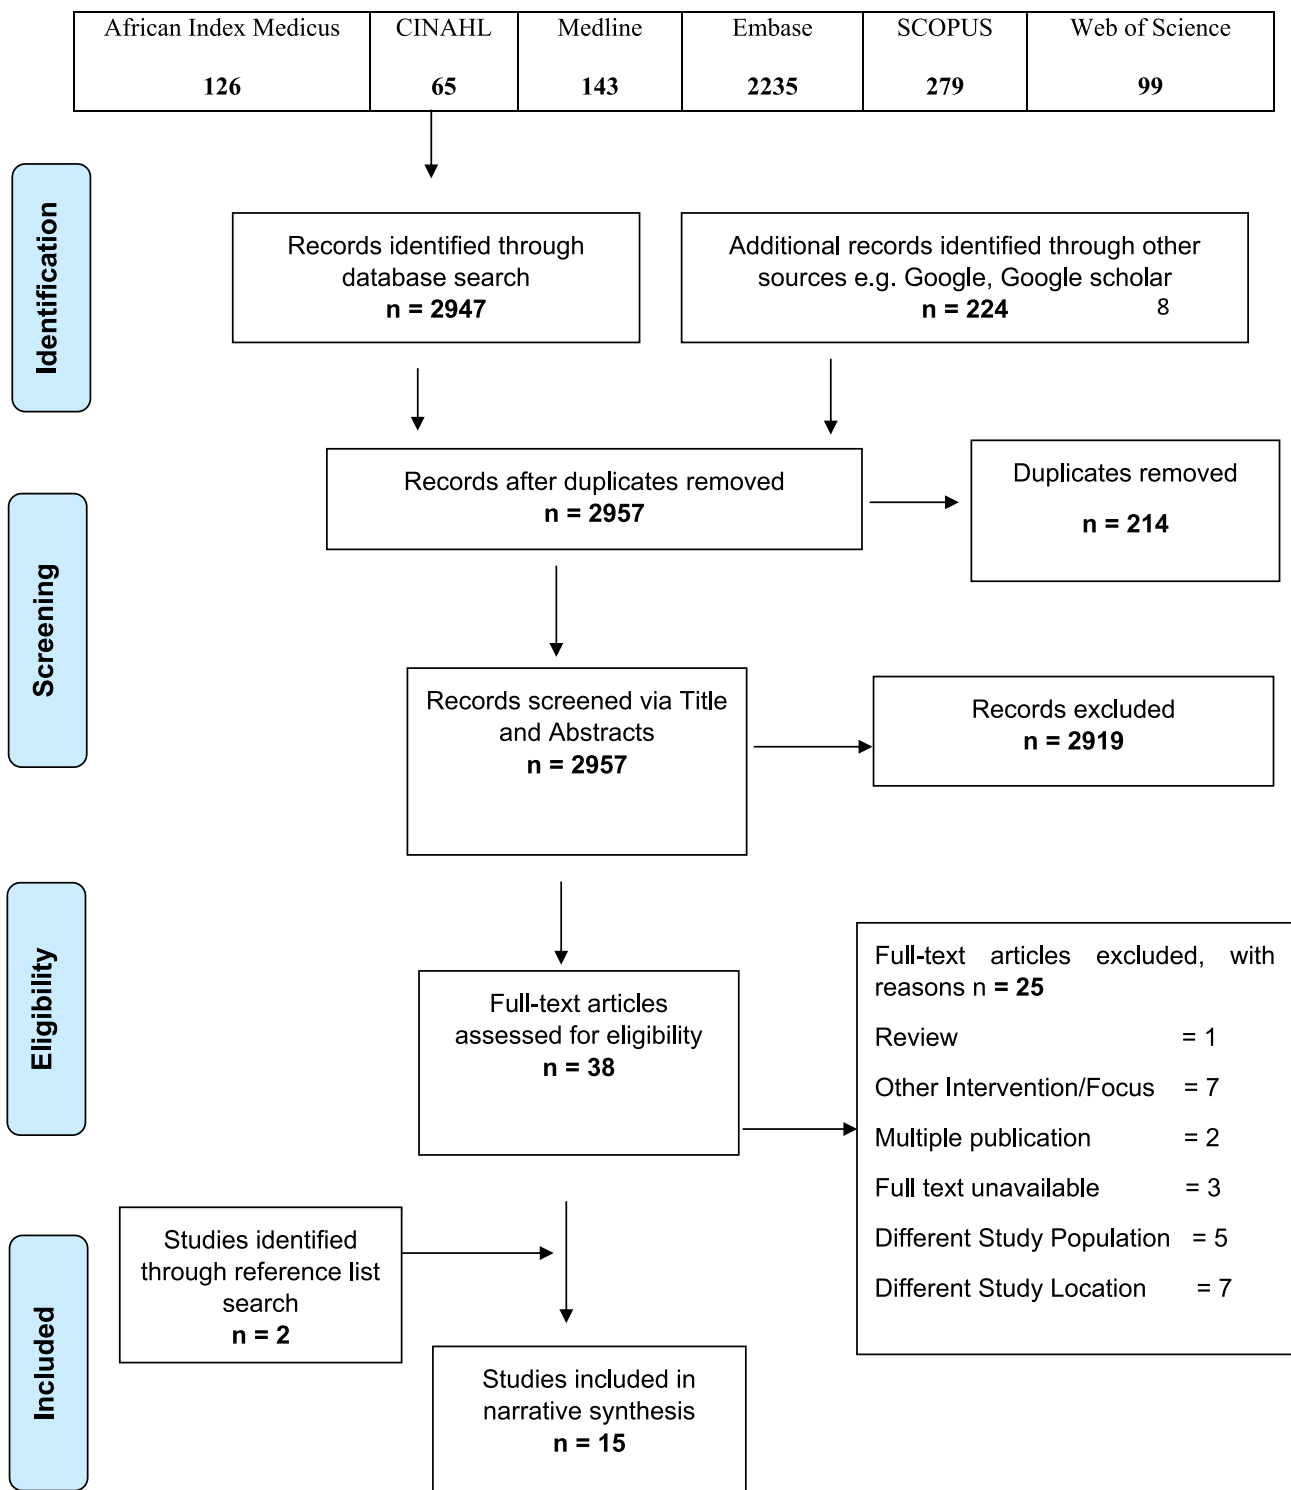 African Index Medicus CINAHL Medline Embase SCOPUS Web of Science
126 65 143 2235 279 99
Identification
Records identified through
database search
n = 2947
Additional records identified through other
sources e.g. Google, Google scholar
n = 224 8
Records after duplicates removed
n = 2957
Duplicates removed
n = 214
Screening
Records screened via Title
and Abstracts
n = 2957
Records excluded
n = 2919
Eligibility
Full-text articles
assessed for eligibility
n = 38
Full-text articles excluded, with
reasons n = 25
Review = 1
Other Intervention/Focus = 7
Multiple publication = 2
Full text unavailable = 3
Different Study Population = 5
Different Study Location = 7
Included
Studies identified
through reference list
search
n = 2
Studies included in
narrative synthesis
n = 15